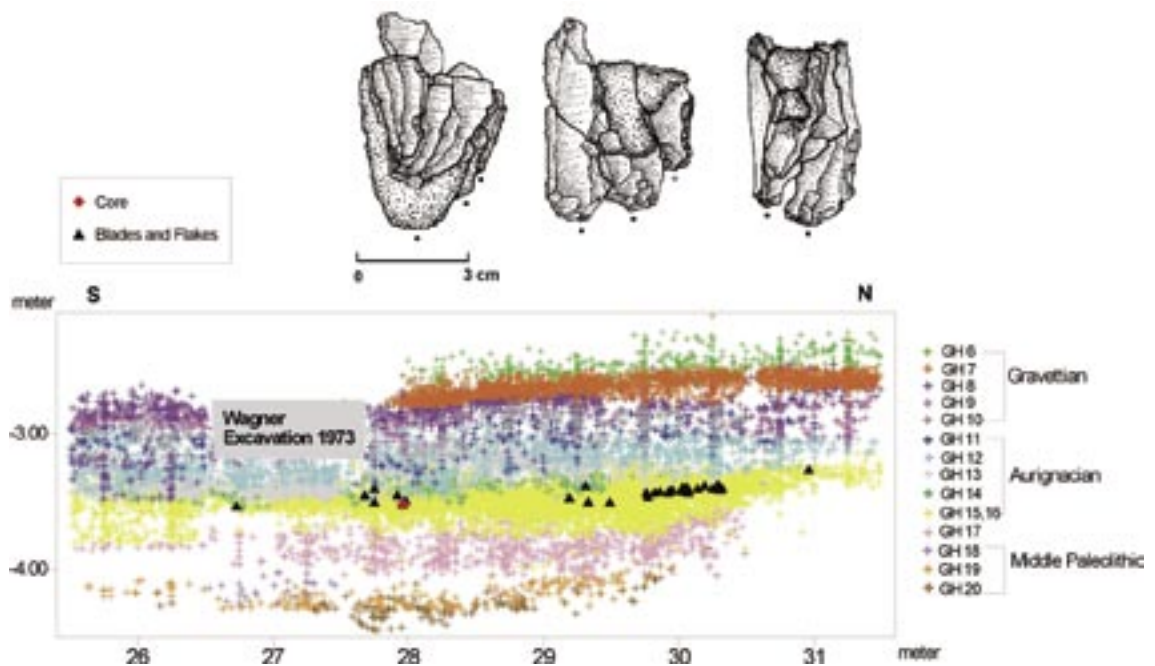 Core
Blades and Flakes
0 3 cm
meter S N
Wagner
Excavation 1973
-3.00
-4.00
26 27 28 29 30 31 meter
GH 6
GH 7
GH 8
GH 9
GH 10
GH 11
GH 12
GH 13
GH 14
GH 15,16
GH 17
GH 18
GH 19
GH 20
Gravettian
Aurignacian
Middle Paleolithic